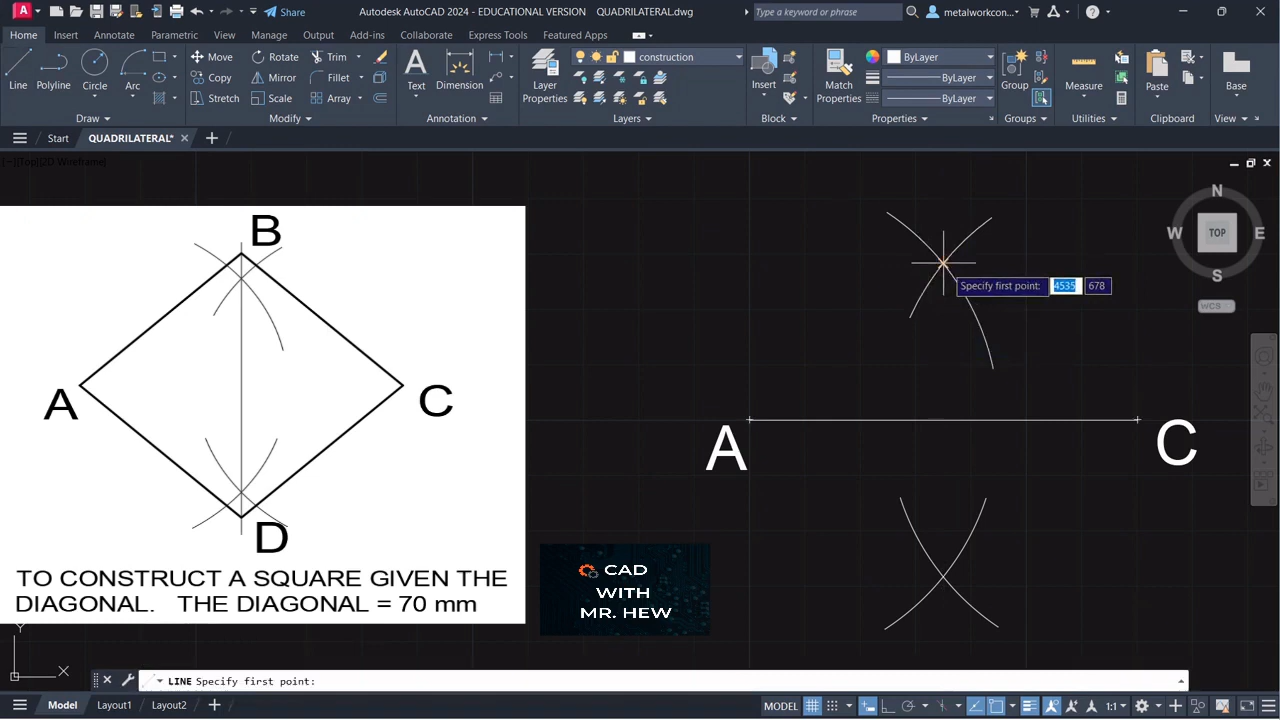 A
Share
Autodesk AutoCAD 2024 - EDUCATIONAL VERSION QUADRILATERAL.dwg
Type a keyword or phrase
metalworkcon...
Home Insert Annotate Parametric View Manage Output Add-ins Collaborate Express Tools Featured Apps
Line Polyline Circle Arc
Move Rotate Trim
Copy Mirror Fillet
Stretch Scale Array
Text Dimension
Layer Properties
construction
Insert
Match Properties
ByLayer
ByLayer
ByLayer
Group
Measure
Paste
Base
Draw Modify Annotation Layers Block Properties Groups Utilities Clipboard View
Start QUADRILATERAL*
[−][Top][2D Wireframe]
N
W TOP E
S
WCS
Specify first point: 4535 678
B
A
C
D
TO CONSTRUCT A SQUARE GIVEN THE
DIAGONAL. THE DIAGONAL = 70 mm
A
C
CAD
WITH
MR. HEW
Y
X
LINE Specify first point:
Model Layout1 Layout2
MODEL
1:1